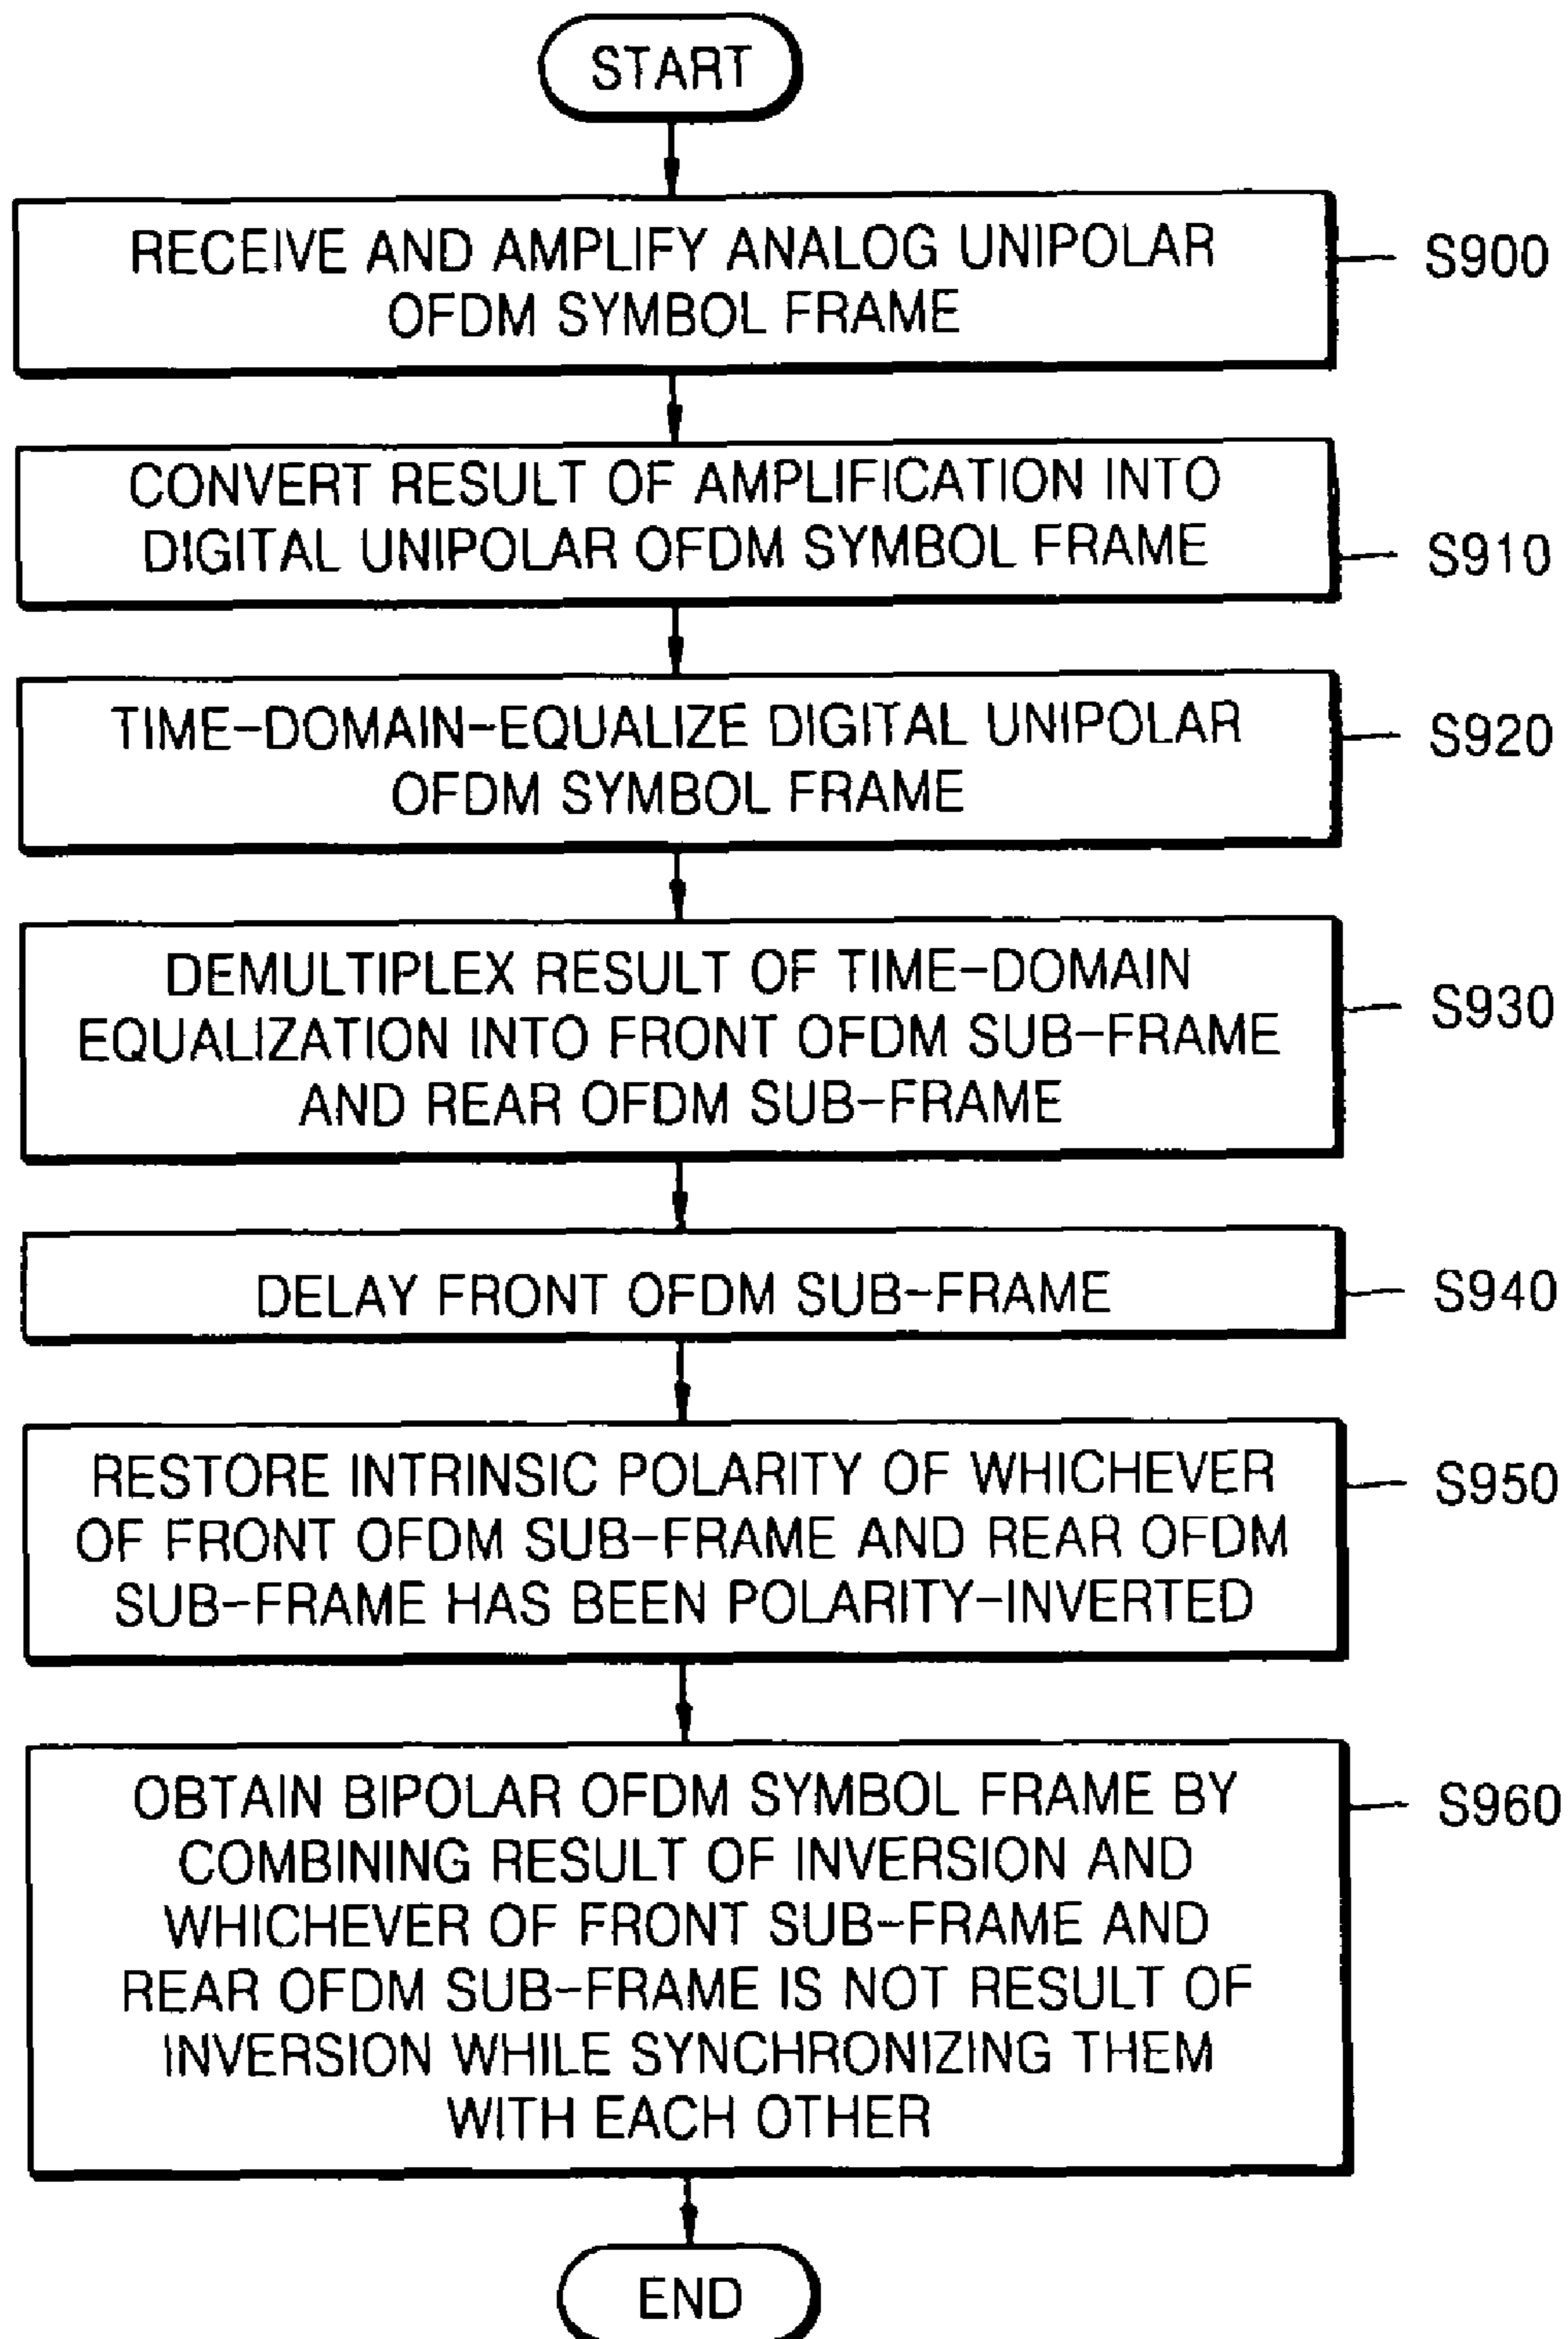 START
RECEIVE AND AMPLIFY ANALOG UNIPOLAR
OFDM SYMBOL FRAME
S900
CONVERT RESULT OF AMPLIFICATION INTO
DIGITAL UNIPOLAR OFDM SYMBOL FRAME
S910
TIME-DOMAIN-EQUALIZE DIGITAL UNIPOLAR
OFDM SYMBOL FRAME
S920
DEMULTIPLEX RESULT OF TIME-DOMAIN
EQUALIZATION INTO FRONT OFDM SUB-FRAME
AND REAR OFDM SUB-FRAME
S930
DELAY FRONT OFDM SUB-FRAME
S940
RESTORE INTRINSIC POLARITY OF WHICHEVER
OF FRONT OFDM SUB-FRAME AND REAR OFDM
SUB-FRAME HAS BEEN POLARITY-INVERTED
S950
OBTAIN BIPOLAR OFDM SYMBOL FRAME BY
COMBINING RESULT OF INVERSION AND
WHICHEVER OF FRONT SUB-FRAME AND
REAR OFDM SUB-FRAME IS NOT RESULT OF
INVERSION WHILE SYNCHRONIZING THEM
WITH EACH OTHER
S960
END